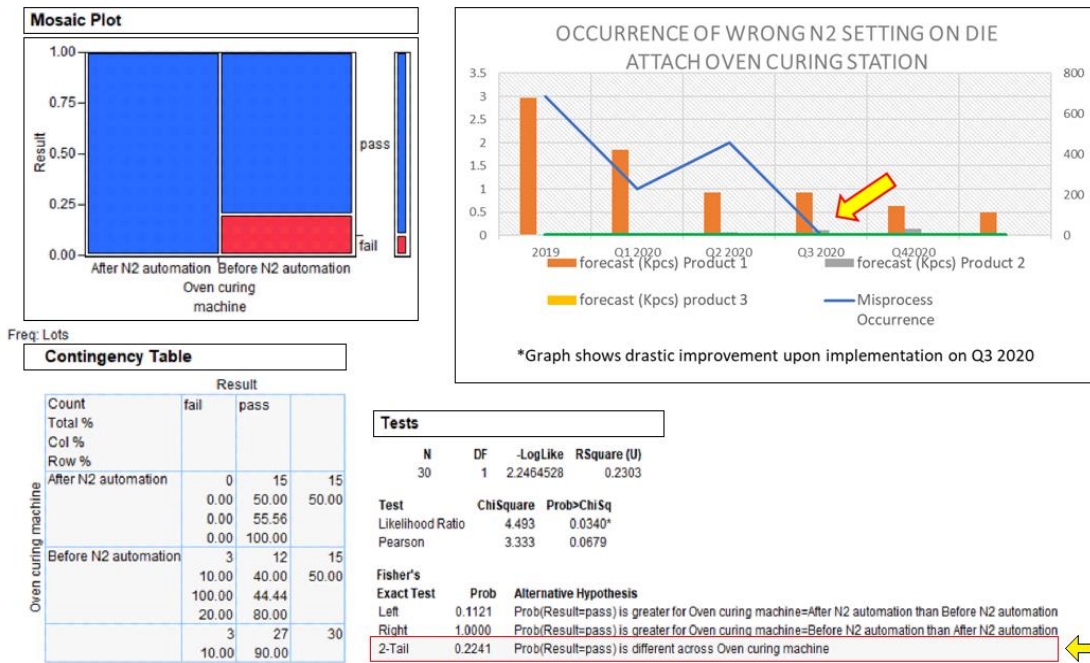 Mosaic Plot
1.00
0.75
0.50
0.25
0.00
Result
pass
fail
After N2 automation Before N2 automation
Oven curing
machine
Freq: Lots
Contingency Table
Result
Oven curing machine
Count fail pass
Total %
Col %
Row %
After N2 automation 0 15 15
0.00 50.00 50.00
0.00 55.56
0.00 100.00
Before N2 automation 3 12 15
10.00 40.00 50.00
100.00 44.44
20.00 80.00
3 27 30
10.00 90.00
OCCURRENCE OF WRONG N2 SETTING ON DIE
ATTACH OVEN CURING STATION
3.5 800
3
2.5 600
2
1.5 400
1
0.5 200
0 0
2019 Q1 2020 Q2 2020 Q3 2020 Q42020
forecast (Kpcs) Product 1 forecast (Kpcs) Product 2
forecast (Kpcs) product 3 Misprocess
Occurrence
*Graph shows drastic improvement upon implementation on Q3 2020
Tests
N DF -LogLike RSquare (U)
30 1 2.2464528 0.2303
Test ChiSquare Prob>ChiSq
Likelihood Ratio 4.493 0.0340*
Pearson 3.333 0.0679
Fisher's
Exact Test Prob Alternative Hypothesis
Left 0.1121 Prob(Result=pass) is greater for Oven curing machine=After N2 automation than Before N2 automation
Right 1.0000 Prob(Result=pass) is greater for Oven curing machine=Before N2 automation than After N2 automation
2-Tail 0.2241 Prob(Result=pass) is different across Oven curing machine